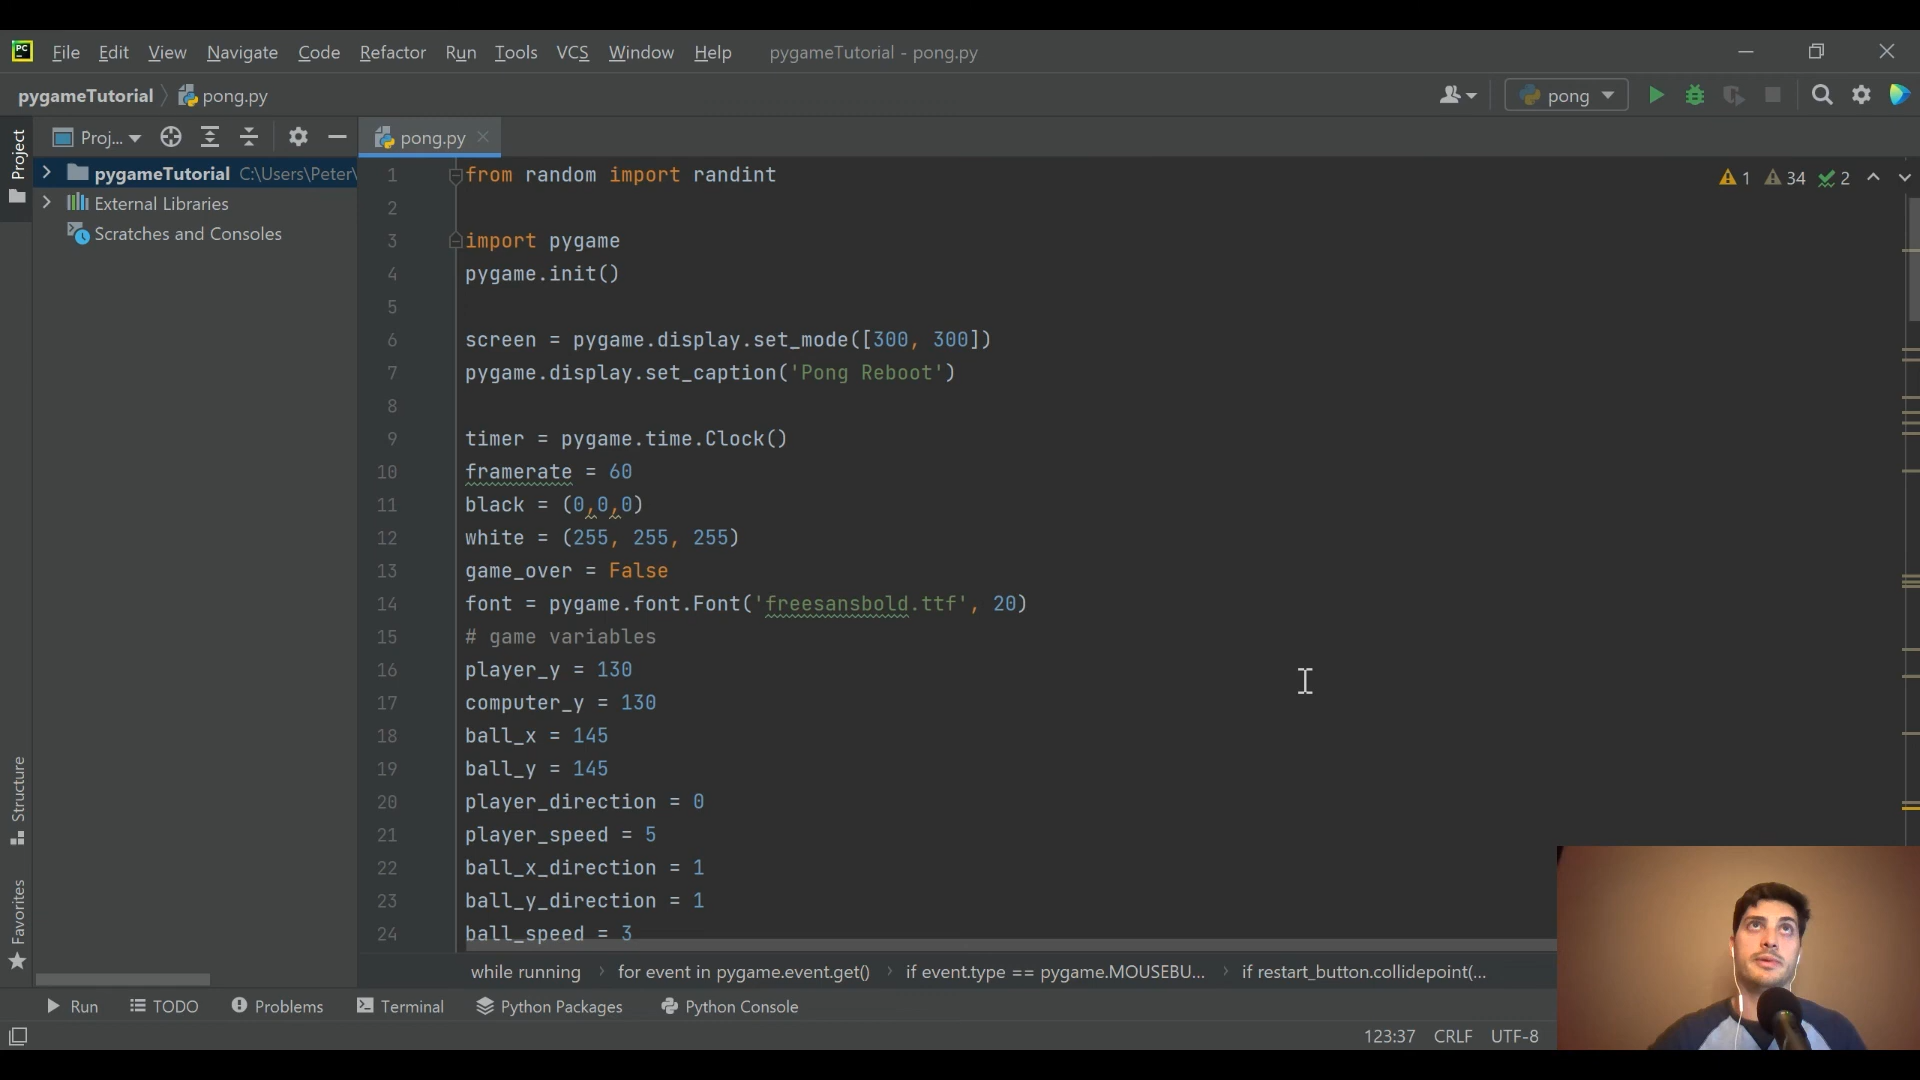 PC File Edit View Navigate Code Refactor Run Tools VCS Window Help pygameTutorial - pong.py
pygameTutorial pong.py pong
Project Proj... pong.py
pygameTutorial C:\Users\Peter\
External Libraries
Scratches and Consoles
1 34 2
1 from random import randint
2
3 import pygame
4 pygame.init()
5
6 screen = pygame.display.set_mode([300, 300])
7 pygame.display.set_caption('Pong Reboot')
8
9 timer = pygame.time.Clock()
10 framerate = 60
11 black = (0,0,0)
12 white = (255, 255, 255)
13 game_over = False
14 font = pygame.font.Font('freesansbold.ttf', 20)
15 # game variables
16 player_y = 130
17 computer_y = 130
18 ball_x = 145
19 ball_y = 145
20 player_direction = 0
21 player_speed = 5
22 ball_x_direction = 1
23 ball_y_direction = 1
24 ball_speed = 3
Structure
Favorites
while running for event in pygame.event.get() if event.type == pygame.MOUSEBU... if restart_button.collidepoint(...
Run TODO Problems Terminal Python Packages Python Console
123:37 CRLF UTF-8